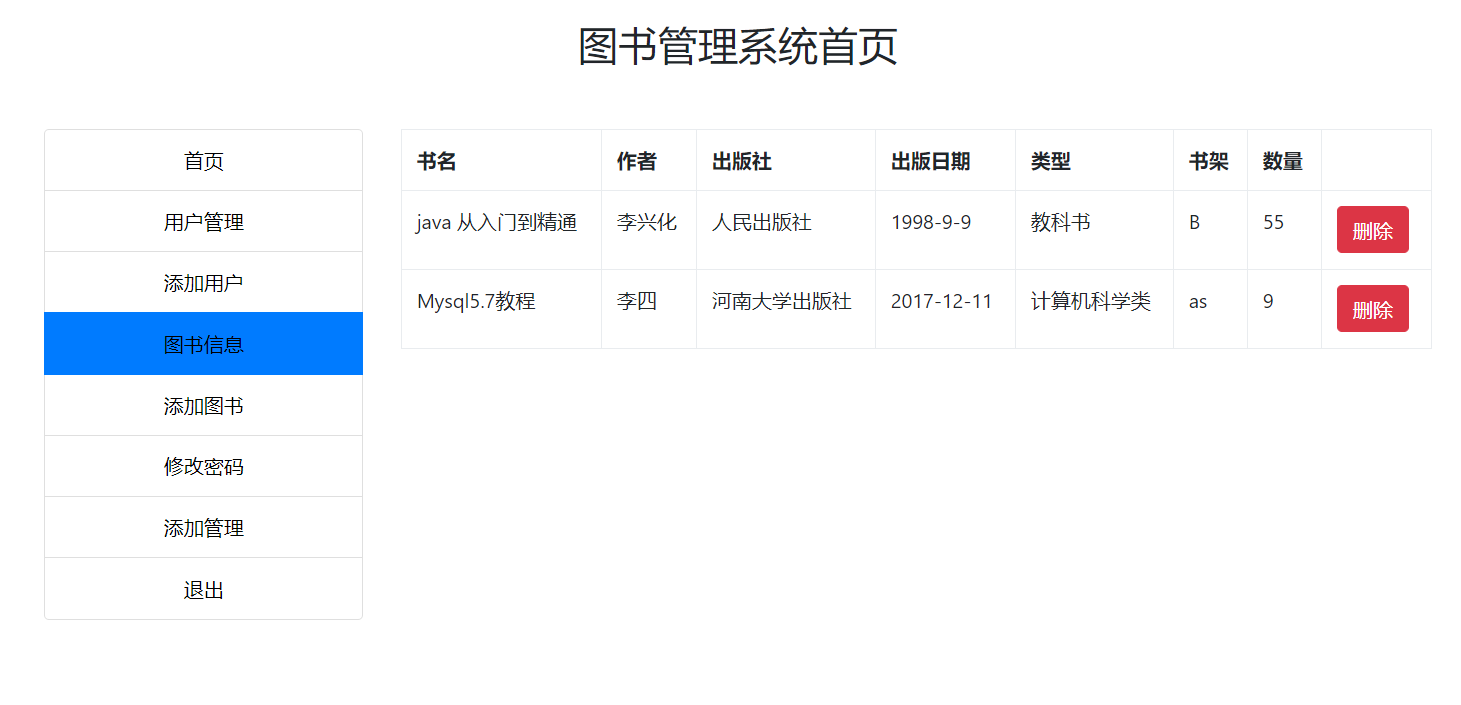 图书管理系统首页
首页
用户管理
添加用户
图书信息
添加图书
修改密码
添加管理
退出
书名 作者 出版社 出版日期 类型 书架 数量
java 从入门到精通 李兴化 人民出版社 1998-9-9 教科书 B 55 删除
Mysql5.7教程 李四 河南大学出版社 2017-12-11 计算机科学类 as 9 删除